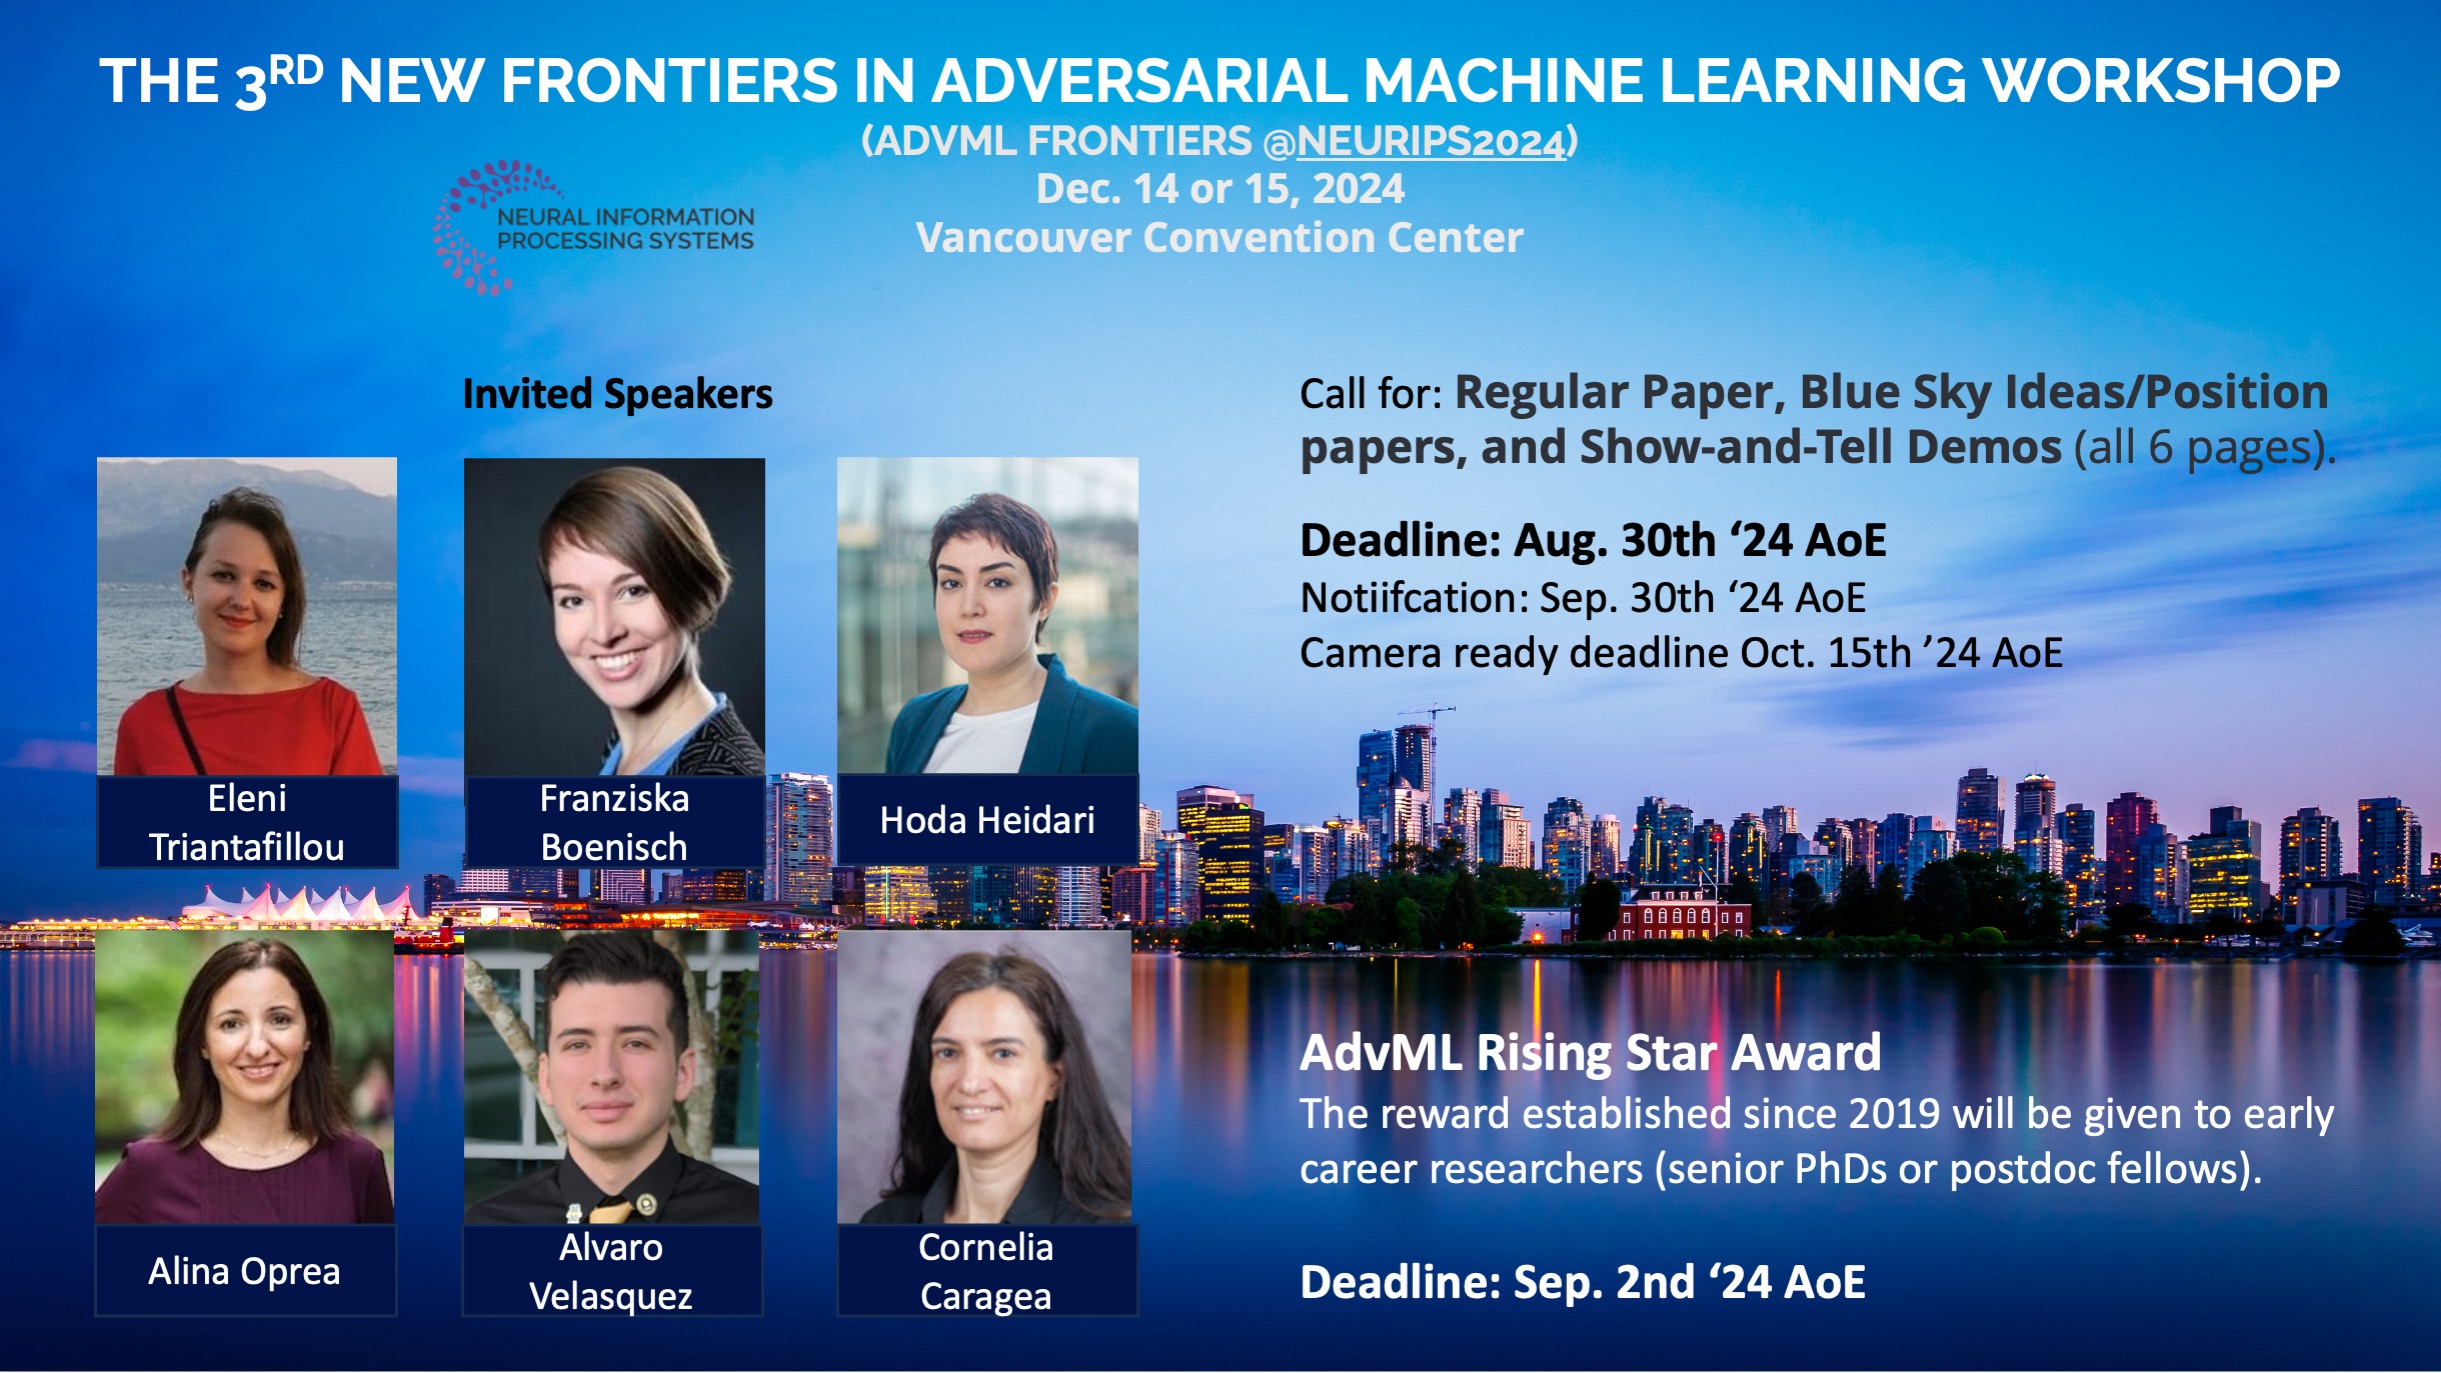 THE 3RD NEW FRONTIERS IN ADVERSARIAL MACHINE LEARNING WORKSHOP
(ADVML FRONTIERS @NEURIPS2024)
Dec. 14 or 15, 2024
Vancouver Convention Center
NEURAL INFORMATION
PROCESSING SYSTEMS
Invited Speakers
Eleni
Triantafillou
Franziska
Boenisch
Hoda Heidari
Alina Oprea
Alvaro
Velasquez
Cornelia
Caragea
Call for: Regular Paper, Blue Sky Ideas/Position
papers, and Show-and-Tell Demos (all 6 pages).
Deadline: Aug. 30th ‘24 AoE
Notiifcation: Sep. 30th ‘24 AoE
Camera ready deadline Oct. 15th ’24 AoE
AdvML Rising Star Award
The reward established since 2019 will be given to early
career researchers (senior PhDs or postdoc fellows).
Deadline: Sep. 2nd ‘24 AoE